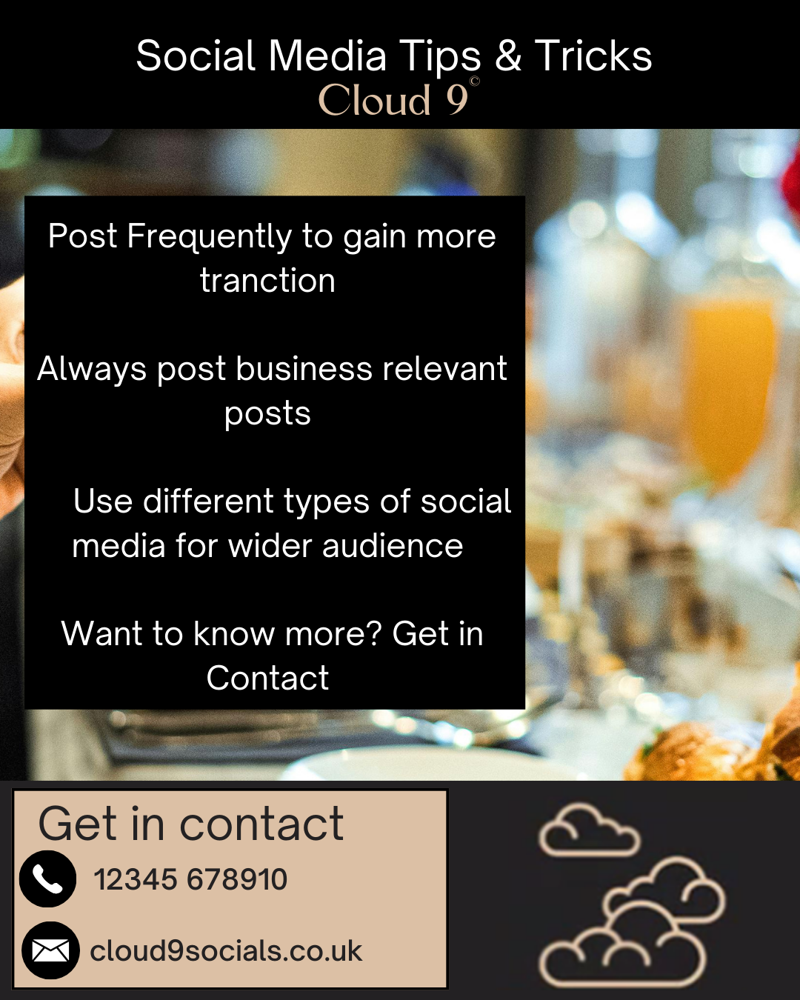 Social Media Tips & Tricks
Cloud 9©
Post Frequently to gain more
tranction
Always post business relevant
posts
Use different types of social
media for wider audience
Want to know more? Get in
Contact
Get in contact
12345 678910
cloud9socials.co.uk